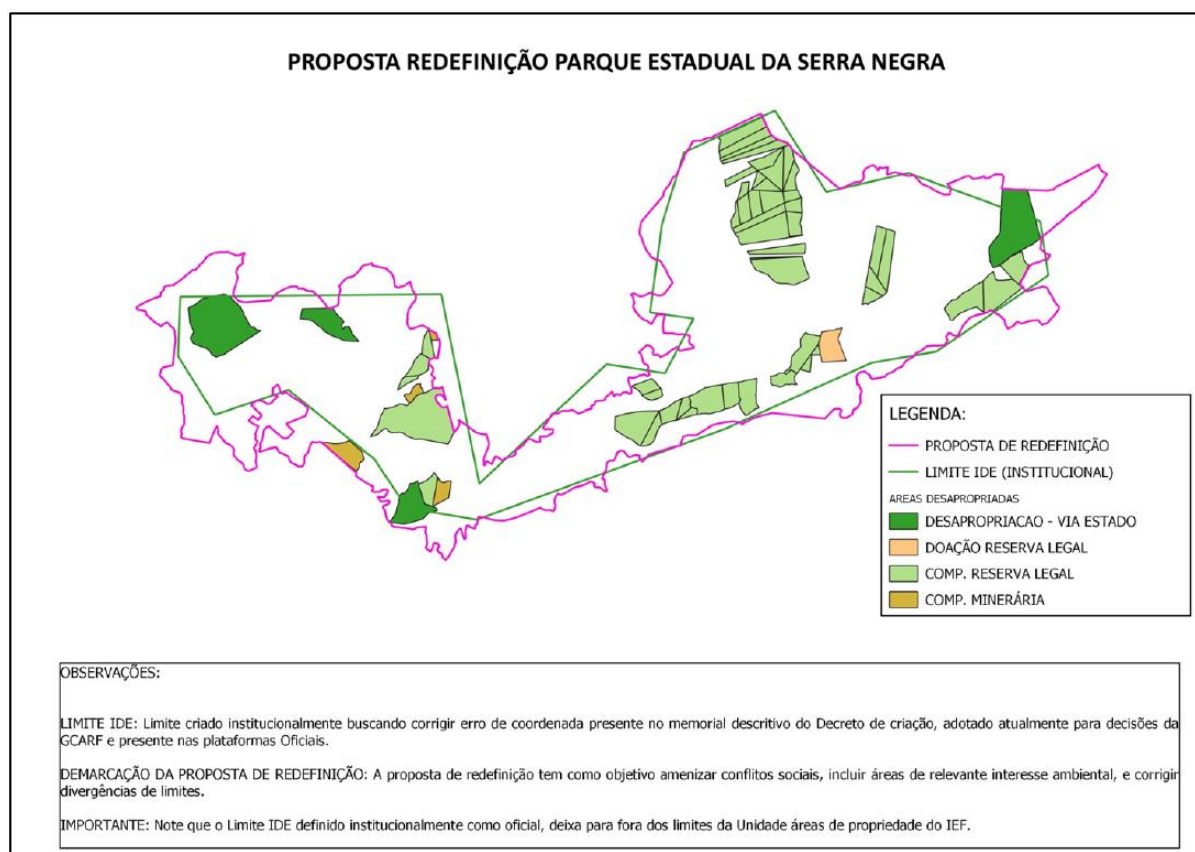 PROPOSTA REDEFINIÇÃO PARQUE ESTADUAL DA SERRA NEGRA
LEGENDA:
PROPOSTA DE REDEFINIÇÃO
LIMITE IDE (INSTITUCIONAL)
AREAS DESAPROPRIADAS
DESAPROPRIACAO - VIA ESTADO
DOAÇÃO RESERVA LEGAL
COMP. RESERVA LEGAL
COMP. MINERÁRIA
OBSERVAÇÕES:
LIMITE IDE: Limite criado institucionalmente buscando corrigir erro de coordenada presente no memorial descritivo do Decreto de criação, adotado atualmente para decisões da
GCARF e presente nas plataformas Oficiais.
DEMARCAÇÃO DA PROPOSTA DE REDEFINIÇÃO: A proposta de redefinição tem como objetivo amenizar conflitos sociais, incluir áreas de relevante interesse ambiental, e corrigir
divergências de limites.
IMPORTANTE: Note que o Limite IDE definido institucionalmente como oficial, deixa para fora dos limites da Unidade áreas de propriedade do IEF.